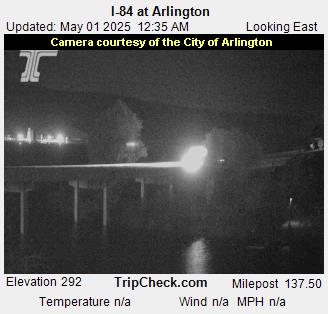 I-84 at Arlington
Updated: May 01 2025 12:35 AM Looking East
Camera courtesy of the City of Arlington
Elevation 292 TripCheck.com Milepost 137.50
Temperature n/a Wind n/a MPH n/a